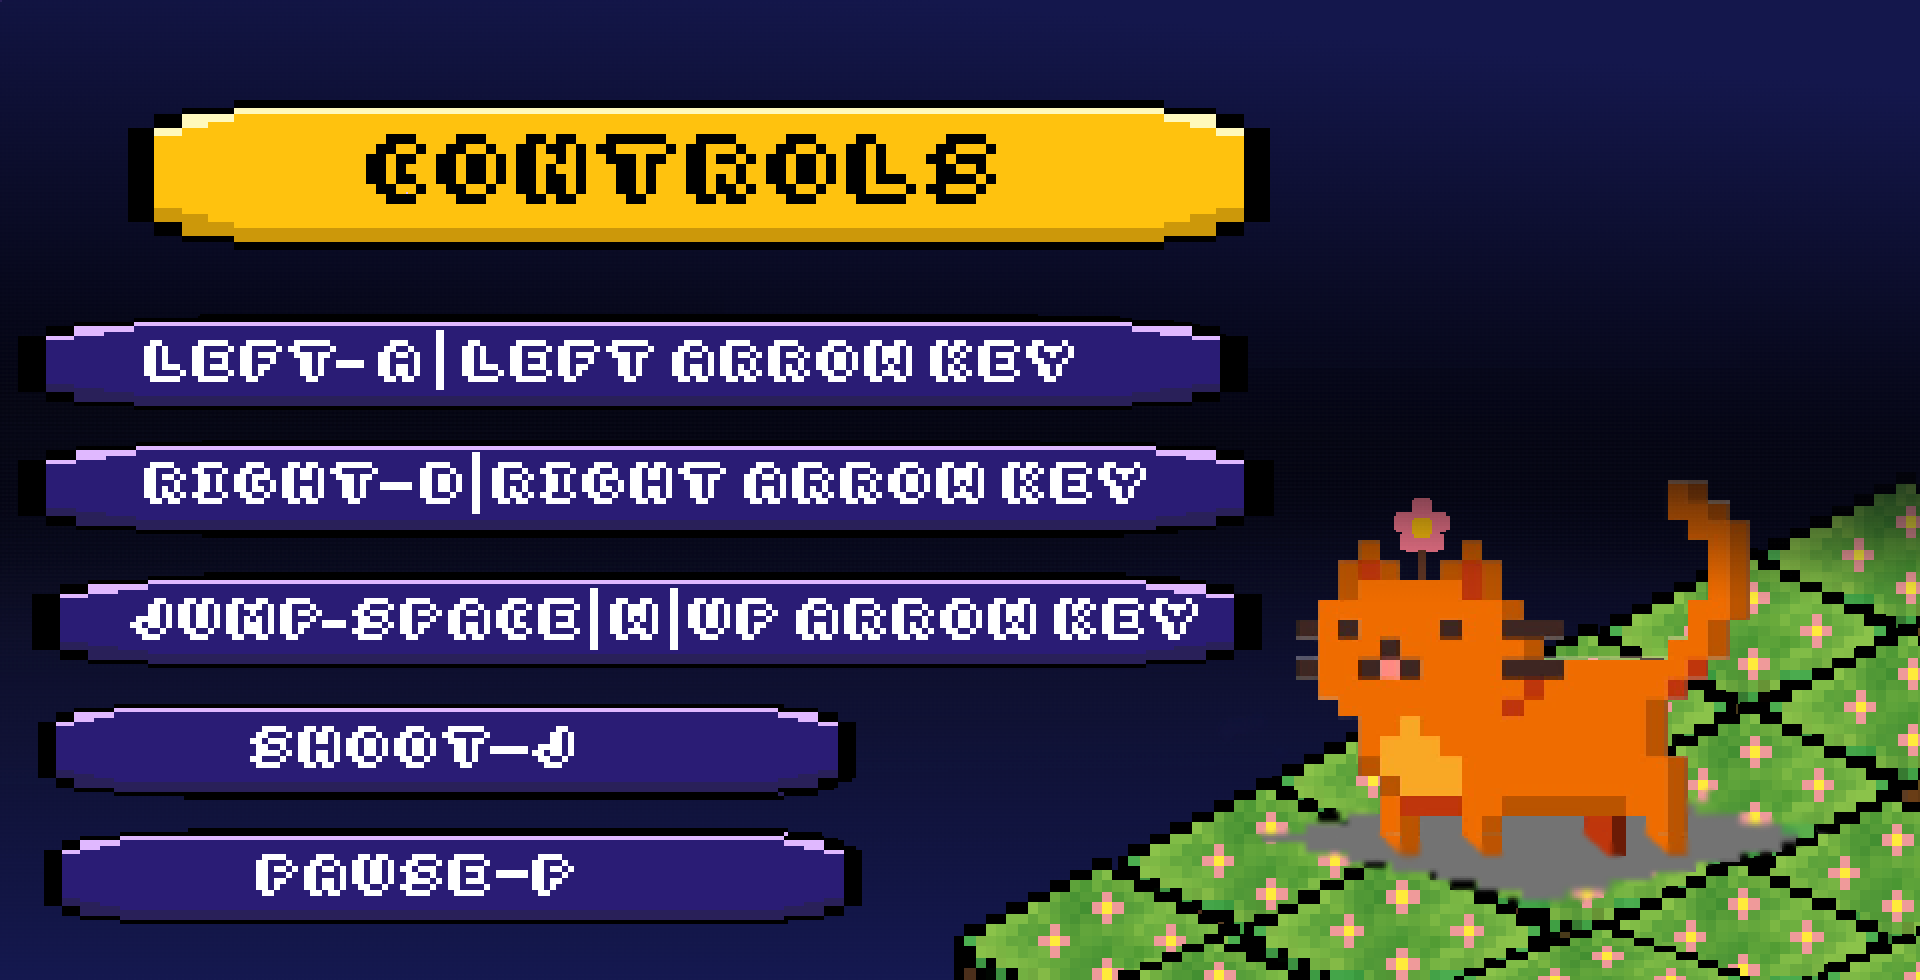 CONTROLS
LEFT-A|LEFT ARROW KEY
RIGHT-D|RIGHT ARROW KEY
JUMP-SPACE|W|UP ARROW KEY
SHOOT-J
PAUSE-P